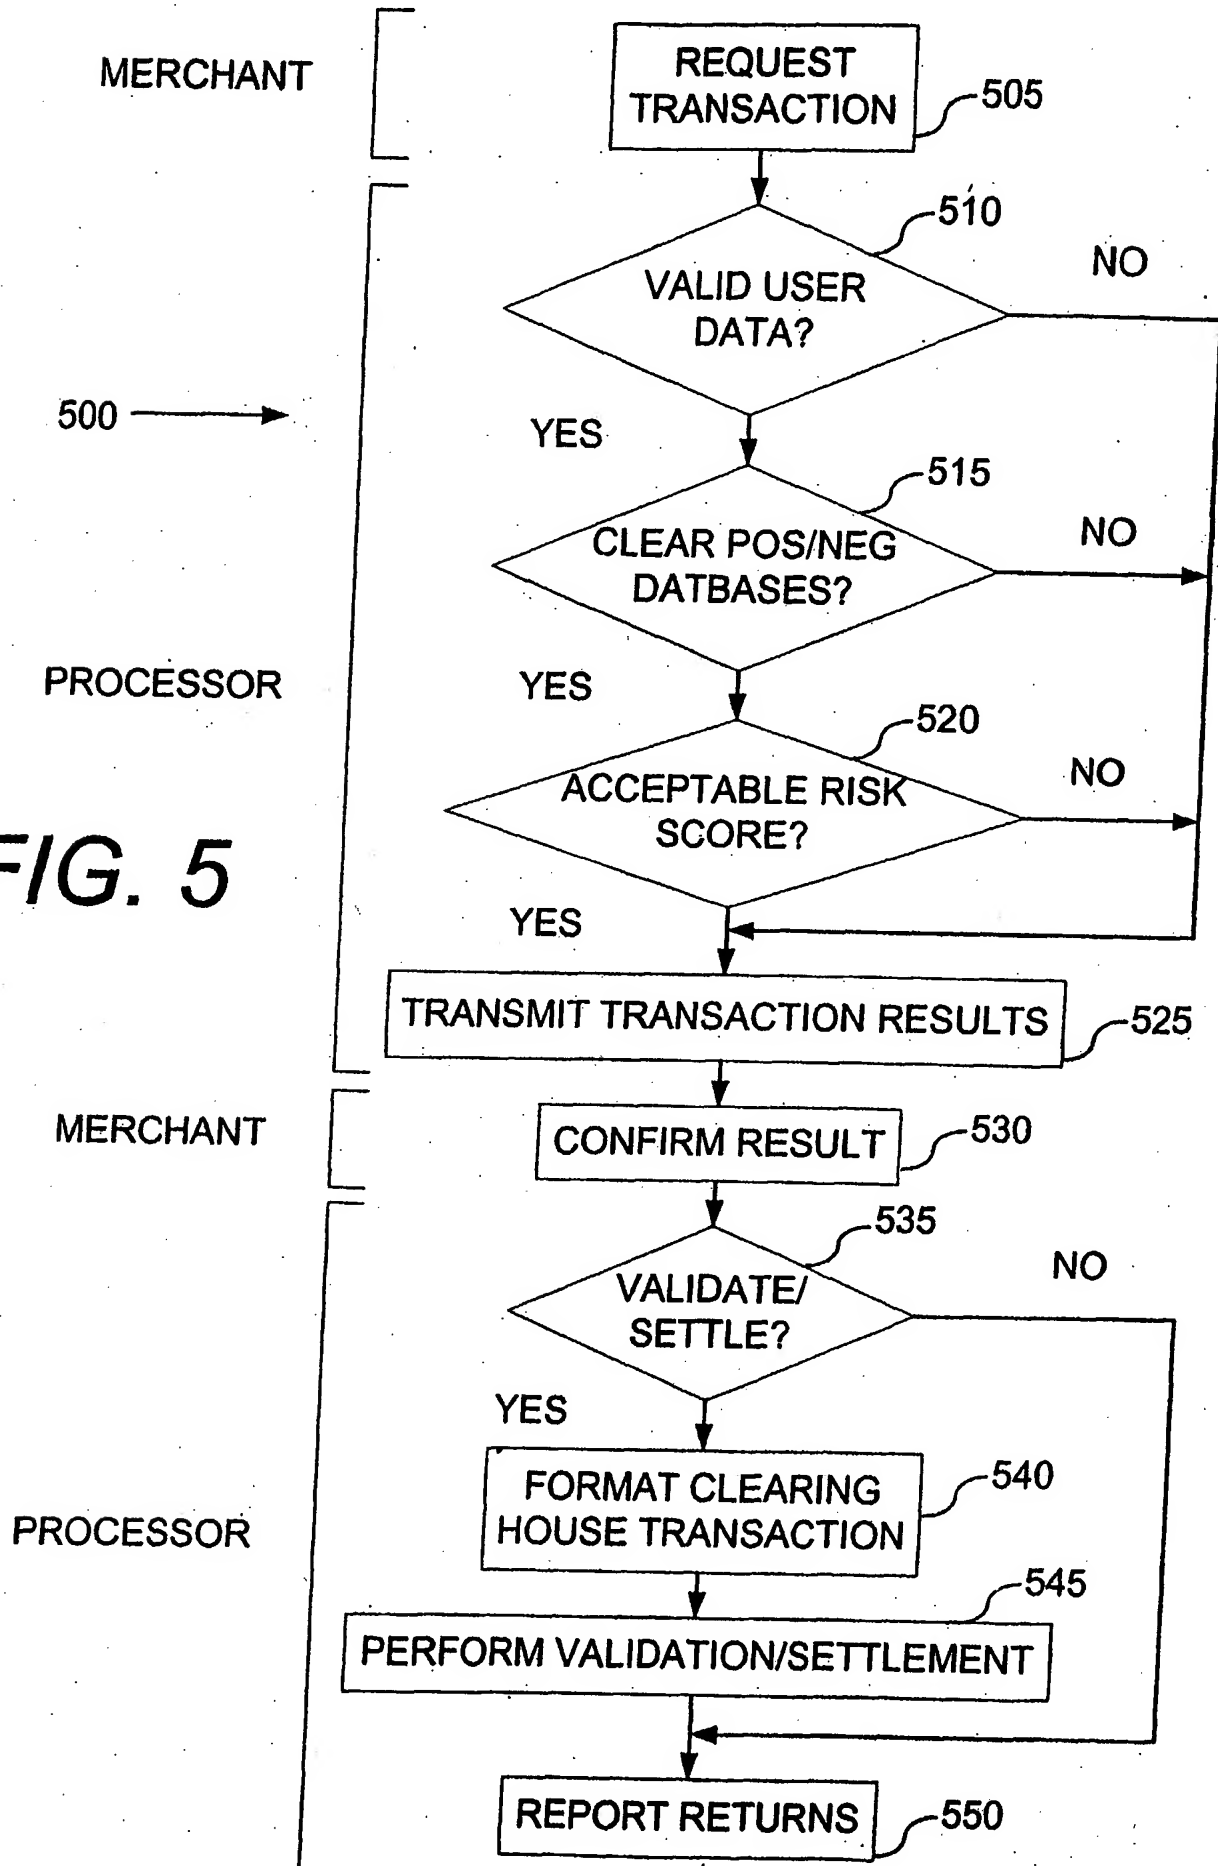 MERCHANT
REQUEST
TRANSACTION
505
510
VALID USER
DATA?
NO
500
YES
515
CLEAR POS/NEG
DATBASES?
NO
PROCESSOR
YES
520
ACCEPTABLE RISK
SCORE?
NO
FIG. 5
YES
TRANSMIT TRANSACTION RESULTS
525
MERCHANT
CONFIRM RESULT
530
535
VALIDATE/
SETTLE?
NO
YES
PROCESSOR
FORMAT CLEARING
HOUSE TRANSACTION
540
545
PERFORM VALIDATION/SETTLEMENT
REPORT RETURNS
550